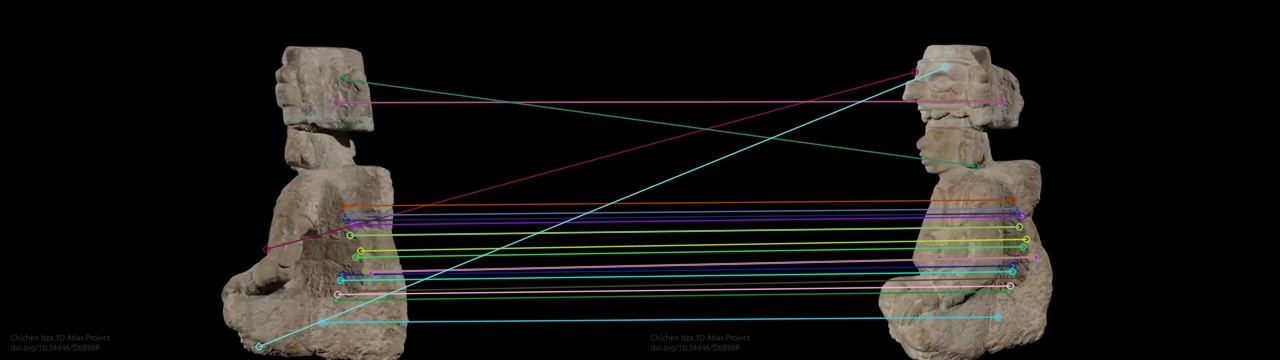 Chichen Itza 3D Atlas Project
doi.org/10.34946/D6B88P
Chichen Itza 3D Atlas Project
doi.org/10.34946/D6B88P